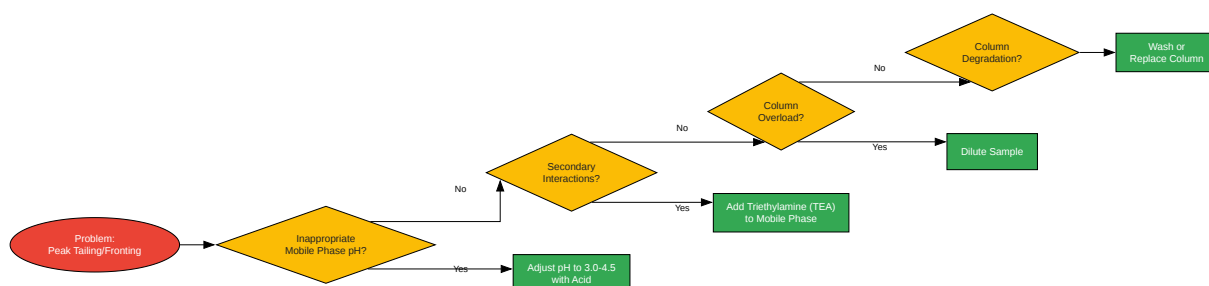 Column
Degradation?
Wash or
Replace Column
No
Column
Overload?
No
Yes
Dilute Sample
Secondary
Interactions?
No
Yes
Add Triethylamine (TEA)
to Mobile Phase
Problem:
Peak Tailing/Fronting
Inappropriate
Mobile Phase pH?
Yes
Adjust pH to 3.0-4.5
with Acid